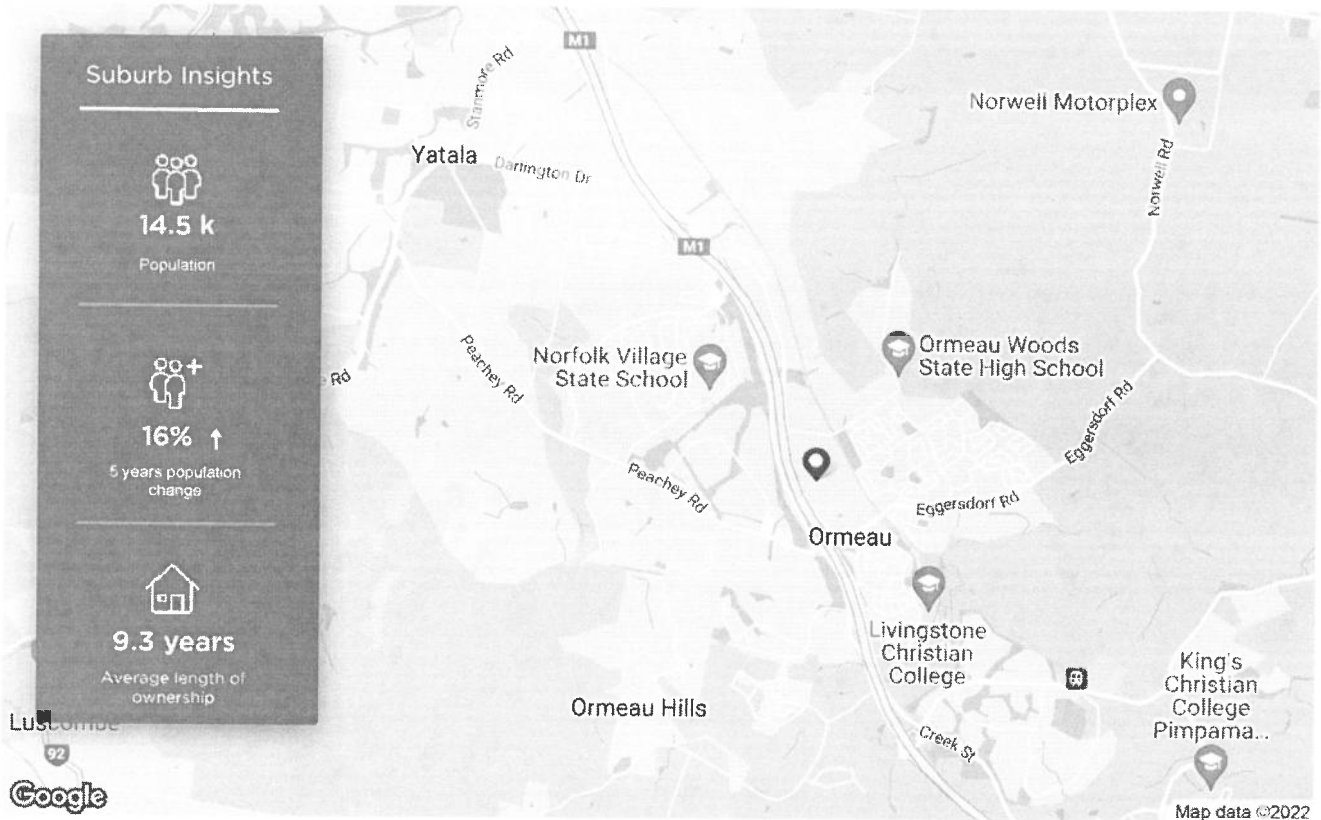 Suburb Insights
14.5 k
Population
16% ↑
5 years population
change
9.3 years
Average length of
ownership
M1
Stanmore Rd
Yatala
Darlington Dr
Norwell Motorplex
Norwell Rd
M1
Norfolk Village
State School
Ormeau Woods
State High School
Peachey Rd
Rd
Eggersdorf Rd
Peachey Rd
Eggersdorf Rd
Ormeau
Livingstone
Christian
College
King's
Christian
College
Pimpama...
Ormeau Hills
Creek St
Luscombe
92
Google
Map data ©2022